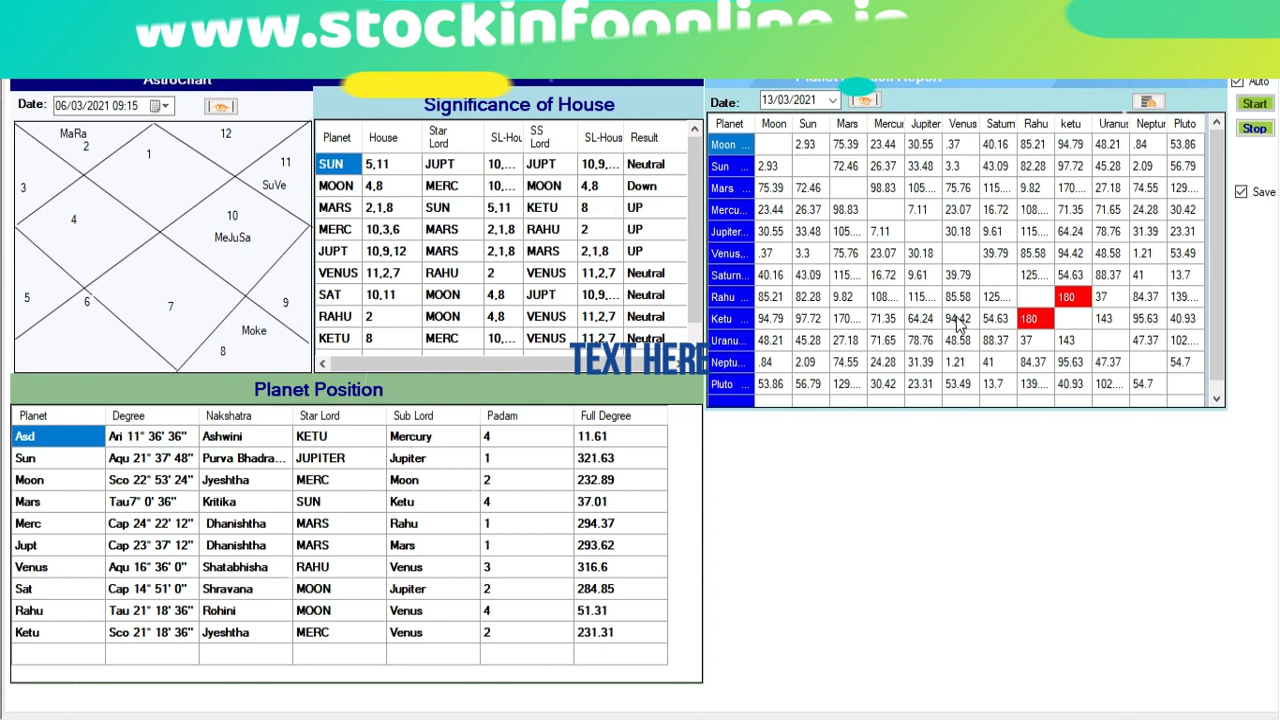 www.stockinfoonline.in
AstroChart
Date: 06/03/2021 09:15
MaRa
2
12
1
11
3
SuVe
10
4
MeJuSa
5
6
7
9
Moke
8
Significance of House
Planet House Star Lord SL-Hou SS Lord SL-Hous Result
SUN 5,11 JUPT 10,... JUPT 10,9,... Neutral
MOON 4,8 MERC 10,... MOON 4,8 Down
MARS 2,1,8 SUN 5,11 KETU 8 UP
MERC 10,3,6 MARS 2,1,8 RAHU 2 UP
JUPT 10,9,12 MARS 2,1,8 MARS 2,1,8 UP
VENUS 11,2,7 RAHU 2 VENUS 11,2,7 Neutral
SAT 10,11 MOON 4,8 JUPT 10,9,... Neutral
RAHU 2 MOON 4,8 VENUS 11,2,7 Neutral
KETU 8 MERC 10,... VENUS 11,2,7 Neutral
TEXT HERE
Date: 13/03/2021
Planet Moon Sun Mars Mercu Jupiter Venus Saturn Rahu ketu Uranu Neptur Pluto
Moon ... 2.93 75.39 23.44 30.55 .37 40.16 85.21 94.79 48.21 .84 53.86
Sun ... 2.93 72.46 26.37 33.48 3.3 43.09 82.28 97.72 45.28 2.09 56.79
Mars ... 75.39 72.46 98.83 105.... 75.76 115.... 9.82 170.... 27.18 74.55 129....
Mercu... 23.44 26.37 98.83 7.11 23.07 16.72 108.... 71.35 71.65 24.28 30.42
Jupiter... 30.55 33.48 105.... 7.11 30.18 9.61 115.... 64.24 78.76 31.39 23.31
Venus,... .37 3.3 75.76 23.07 30.18 39.79 85.58 94.42 48.58 1.21 53.49
Saturn... 40.16 43.09 115.... 16.72 9.61 39.79 125.... 54.63 88.37 41 13.7
Rahu ... 85.21 82.28 9.82 108.... 115.... 85.58 125.... 180 37 84.37 139....
Ketu ... 94.79 97.72 170.... 71.35 64.24 94.42 54.63 180 143 95.63 40.93
Uranu... 48.21 45.28 27.18 71.65 78.76 48.58 88.37 37 143 47.37 102....
Neptu... .84 2.09 74.55 24.28 31.39 1.21 41 84.37 95.63 47.37 54.7
Pluto ... 53.86 56.79 129.... 30.42 23.31 53.49 13.7 139.... 40.93 102.... 54.7
Auto
Start
Stop
Save
Planet Position
Planet Degree Nakshatra Star Lord Sub Lord Padam Full Degree
Asd Ari 11° 36' 36" Ashwini KETU Mercury 4 11.61
Sun Aqu 21° 37' 48" Purva Bhadra... JUPITER Jupiter 1 321.63
Moon Sco 22° 53' 24" Jyeshtha MERC Moon 2 232.89
Mars Tau7° 0' 36" Kritika SUN Ketu 4 37.01
Merc Cap 24° 22' 12" Dhanishtha MARS Rahu 1 294.37
Jupt Cap 23° 37' 12" Dhanishtha MARS Mars 1 293.62
Venus Aqu 16° 36' 0" Shatabhisha RAHU Venus 3 316.6
Sat Cap 14° 51' 0" Shravana MOON Jupiter 2 284.85
Rahu Tau 21° 18' 36" Rohini MOON Venus 4 51.31
Ketu Sco 21° 18' 36" Jyeshtha MERC Venus 2 231.31